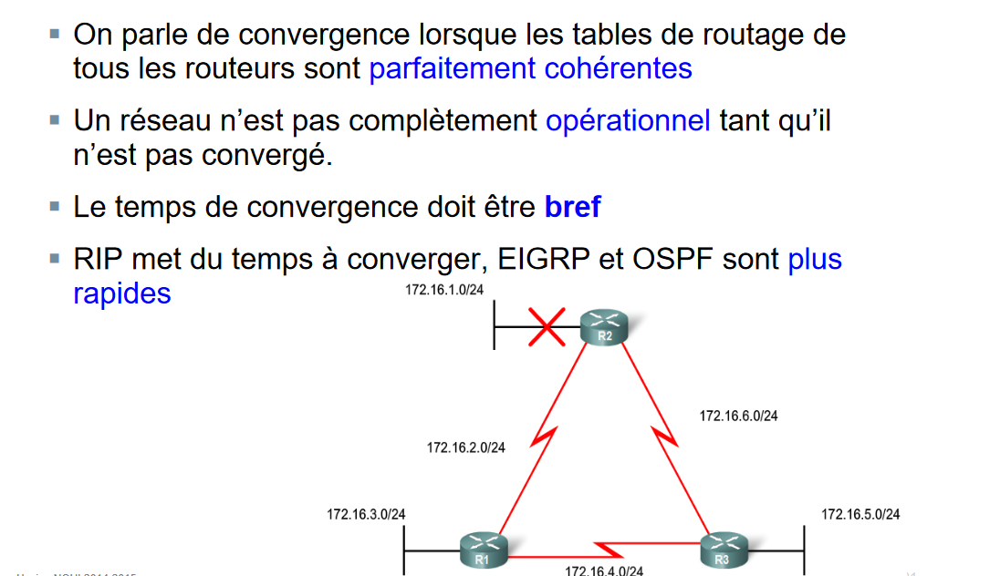 On parle de convergence lorsque les tables de routage de
tous les routeurs sont parfaitement cohérentes
Un réseau n’est pas complètement opérationnel tant qu’il
n’est pas convergé.
Le temps de convergence doit être bref
RIP met du temps à converger, EIGRP et OSPF sont plus
rapides
172.16.1.0/24
R2
172.16.6.0/24
172.16.2.0/24
172.16.3.0/24
172.16.5.0/24
R1
R3
172.16.4.0/24